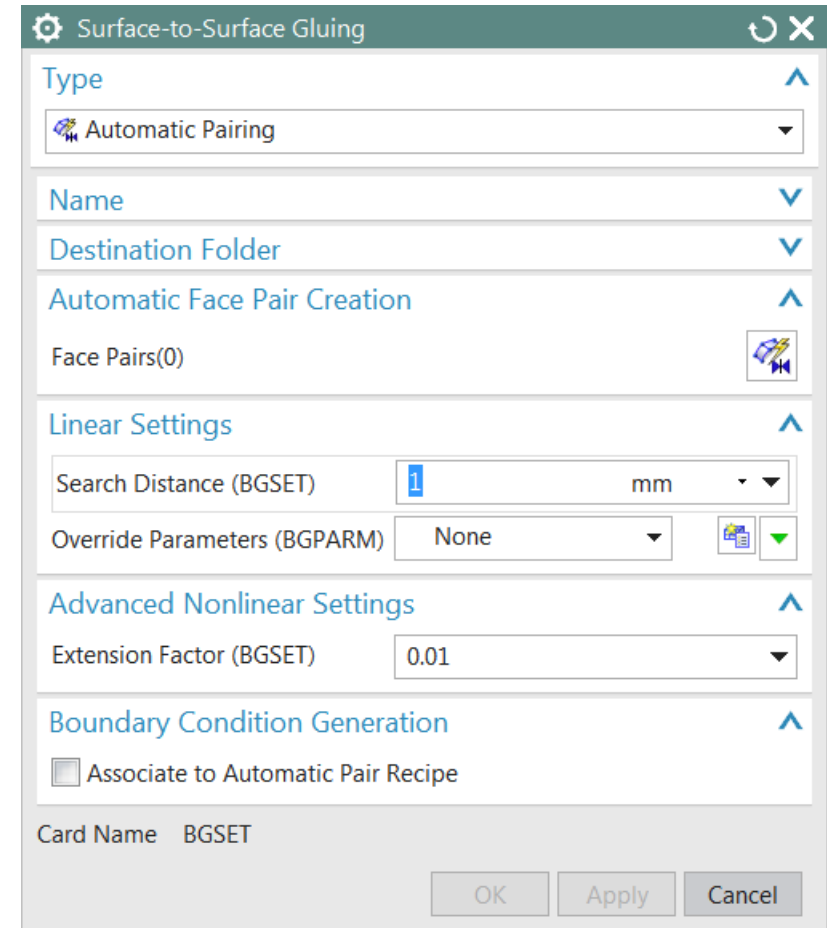 Surface-to-Surface Gluing
Type
Automatic Pairing
Name
Destination Folder
Automatic Face Pair Creation
Face Pairs(0)
Linear Settings
Search Distance (BGSET) 1 mm
Override Parameters (BGPARM) None
Advanced Nonlinear Settings
Extension Factor (BGSET) 0.01
Boundary Condition Generation
Associate to Automatic Pair Recipe
Card Name BGSET
OK Apply Cancel